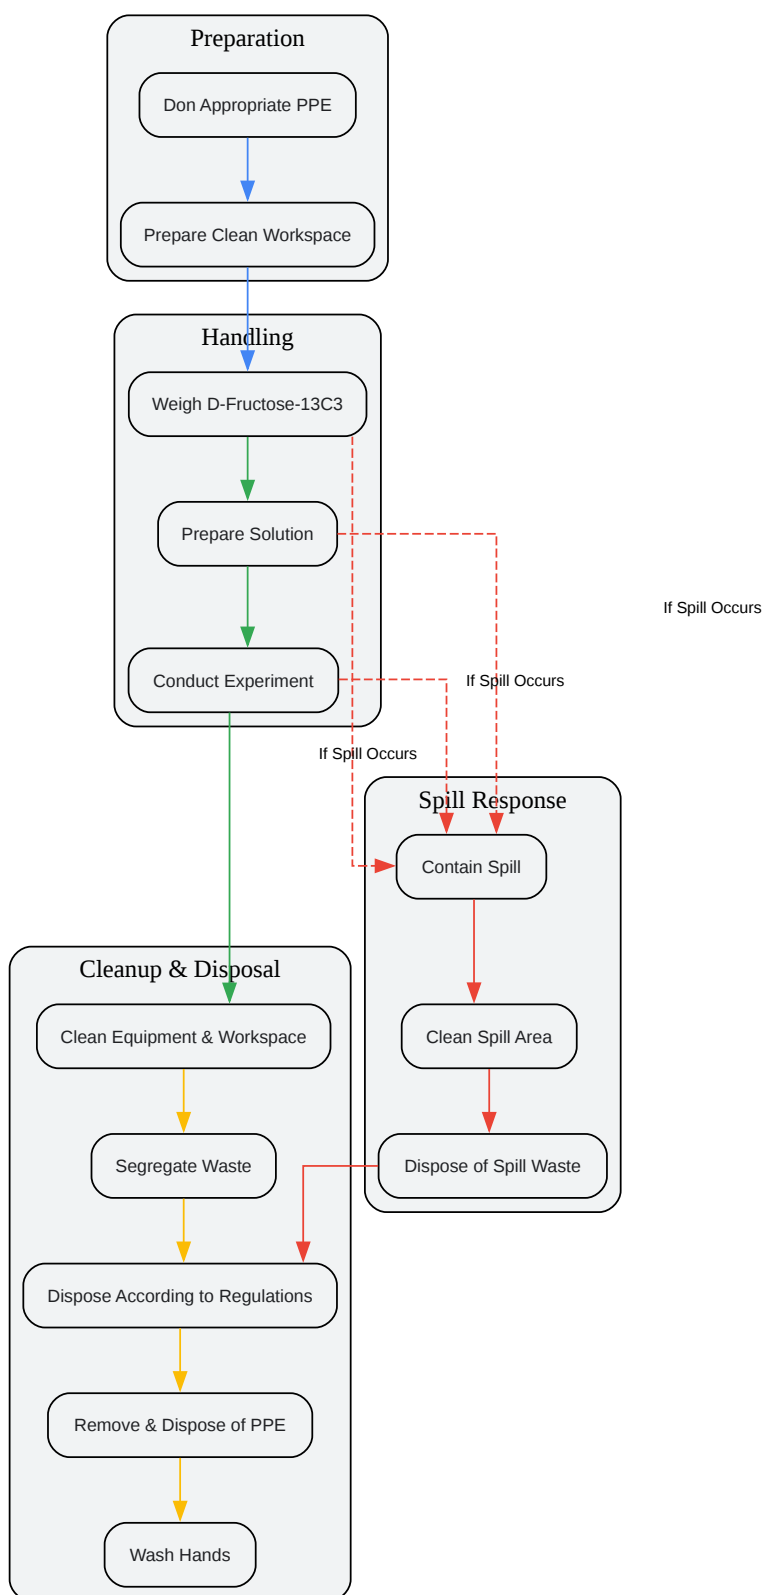 Preparation
Don Appropriate PPE
Prepare Clean Workspace
Handling
Weigh D-Fructose-13C3
Prepare Solution
If Spill Occurs
Conduct Experiment
If Spill Occurs
If Spill Occurs
Spill Response
Contain Spill
Cleanup & Disposal
Clean Equipment & Workspace
Clean Spill Area
Segregate Waste
Dispose of Spill Waste
Dispose According to Regulations
Remove & Dispose of PPE
Wash Hands